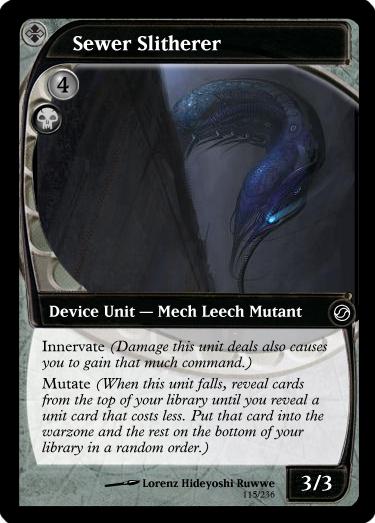 Sewer Slitherer
4
Device Unit — Mech Leech Mutant
Innervate (Damage this unit deals also causes
you to gain that much command.)
Mutate (When this unit falls, reveal cards
from the top of your library until you reveal a
unit card that costs less. Put that card into the
warzone and the rest on the bottom of your
library in a random order.)
Lorenz Hideyoshi Ruwwe
3/3
115/236